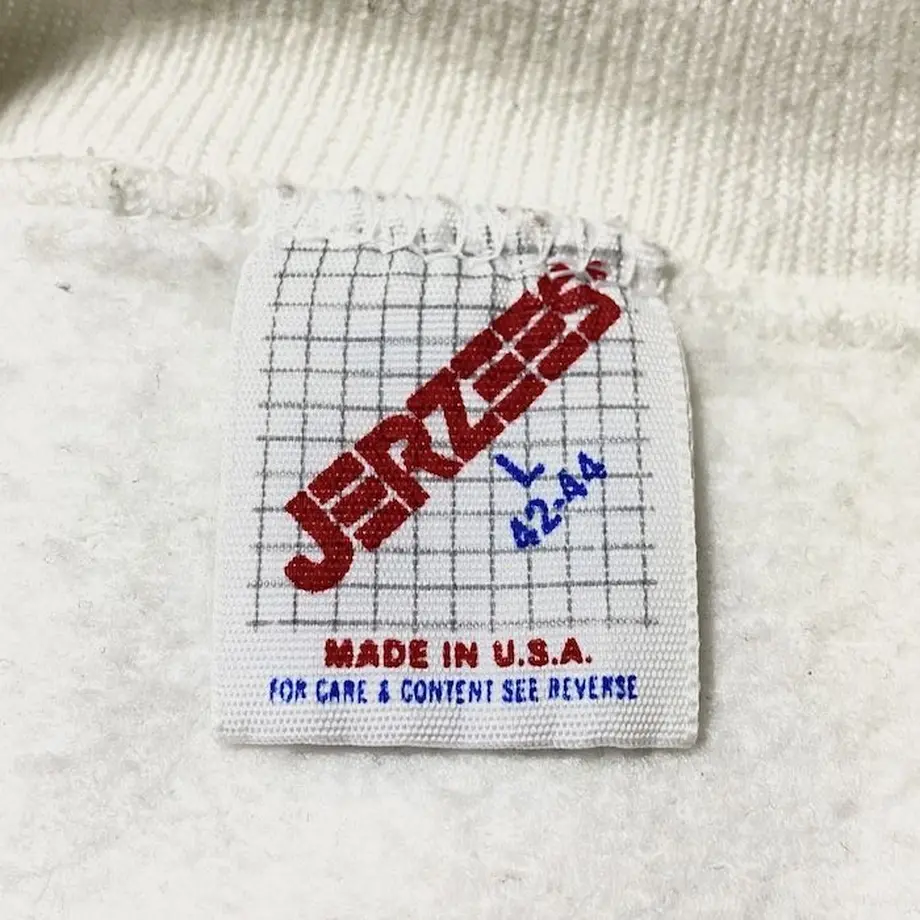 JERZEES
L
42-44
MADE IN U.S.A.
FOR CARE & CONTENT SEE REVERSE